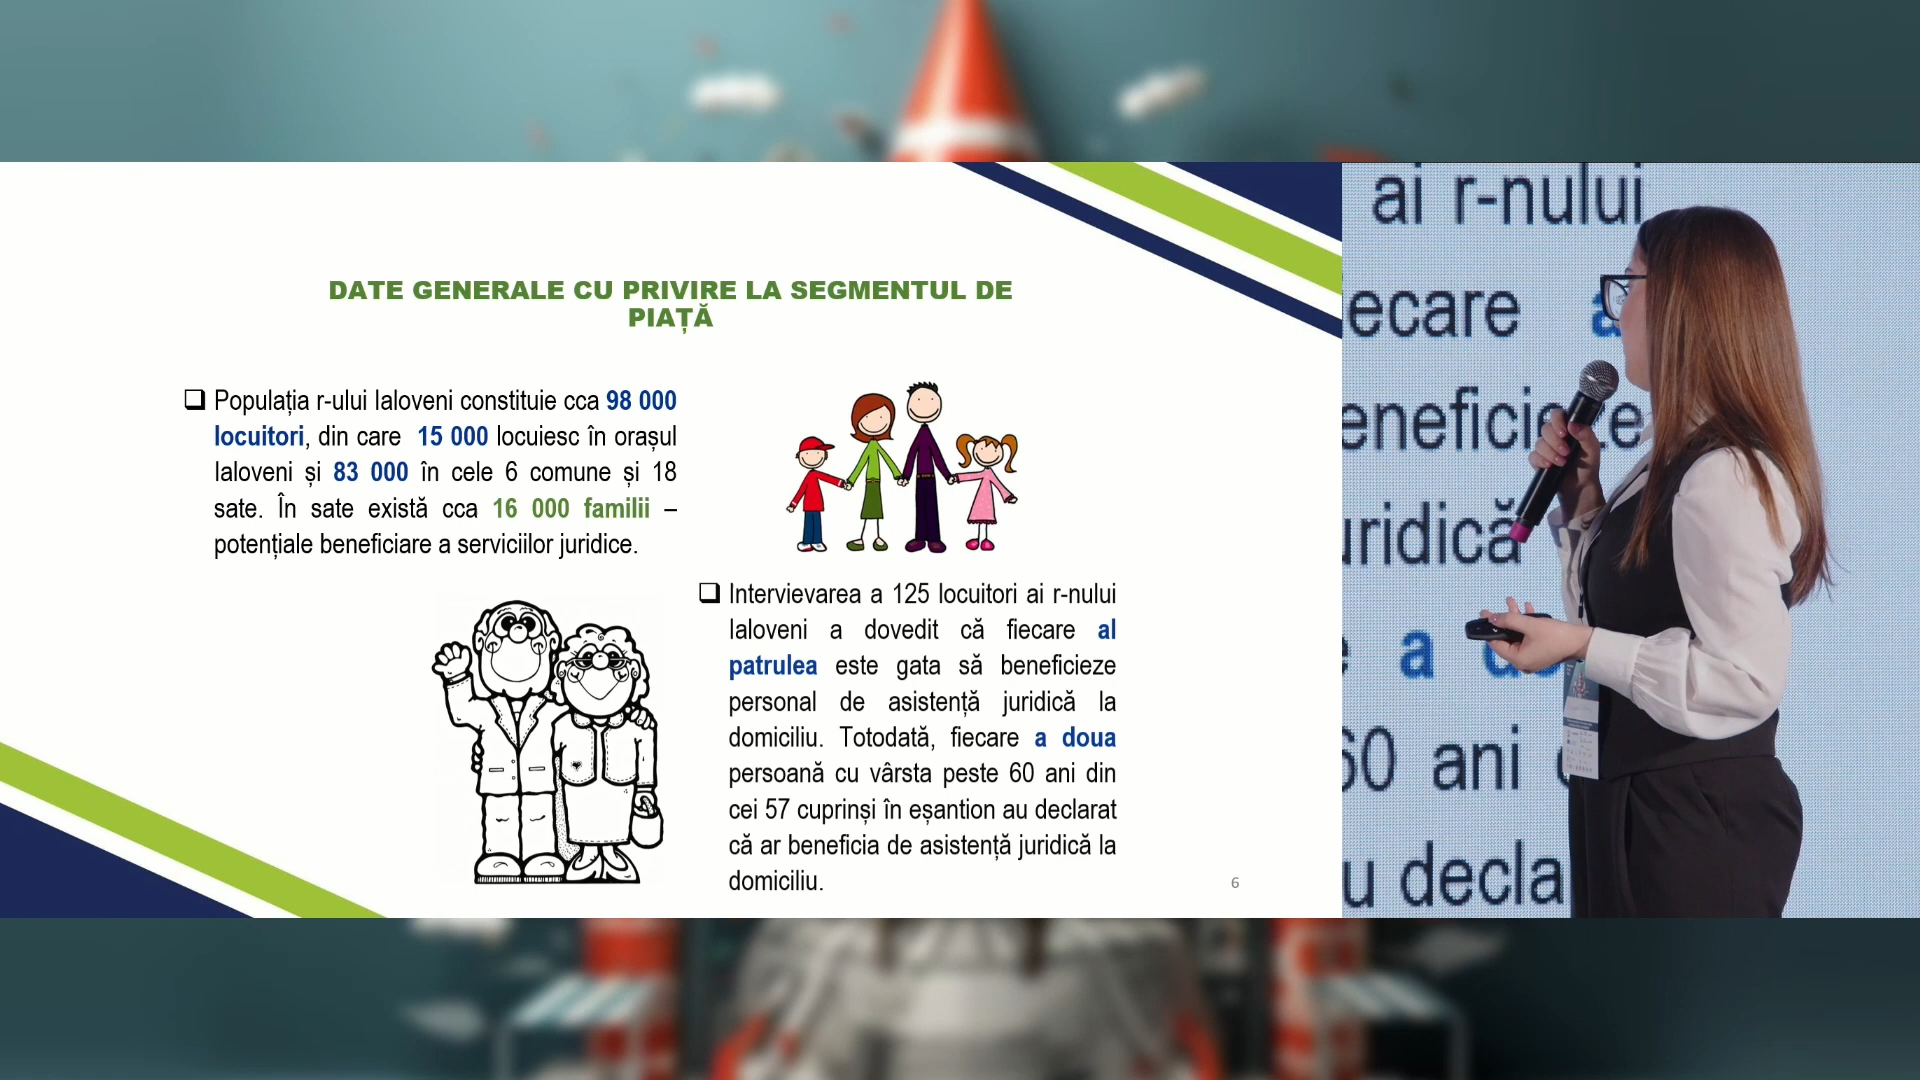 DATE GENERALE CU PRIVIRE LA SEGMENTUL DE
PIAȚĂ
Populația r-ului Ialoveni constituie cca 98 000
locuitori, din care 15 000 locuiesc în orașul
Ialoveni și 83 000 în cele 6 comune și 18
sate. În sate există cca 16 000 familii –
potențiale beneficiare a serviciilor juridice.
Intervievarea a 125 locuitori ai r-nului
Ialoveni a dovedit că fiecare al
patrulea este gata să beneficieze
personal de asistență juridică la
domiciliu. Totodată, fiecare a doua
persoană cu vârsta peste 60 ani din
cei 57 cuprinși în eșantion au declarat
că ar beneficia de asistență juridică la
domiciliu.
6
ai r-nului
ecare a
eneficieze
uridică
e a do
60 ani
u decla